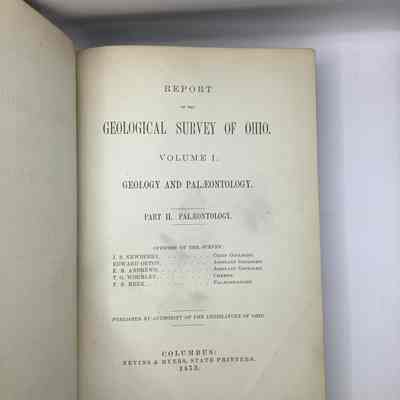 REPORT
OF THE
GEOLOGICAL SURVEY OF OHIO.
VOLUME I.
GEOLOGY AND PALÆONTOLOGY.
PART II. PALÆONTOLOGY.
OFFICERS OF THE SURVEY:
J. S. NEWBERRY, . . . . . . . . Chief Geologist.
EDWARD ORTON, . . . . . . . . Assistant Geologist.
E. B. ANDREWS, . . . . . . . . Assistant Geologist.
T. G. WORMLEY, . . . . . . . . Chemist.
F. B. MEEK, . . . . . . . . Palæontologist.
PUBLISHED BY AUTHORITY OF THE LEGISLATURE OF OHIO.
COLUMBUS:
NEVINS & MYERS, STATE PRINTERS.
1873.